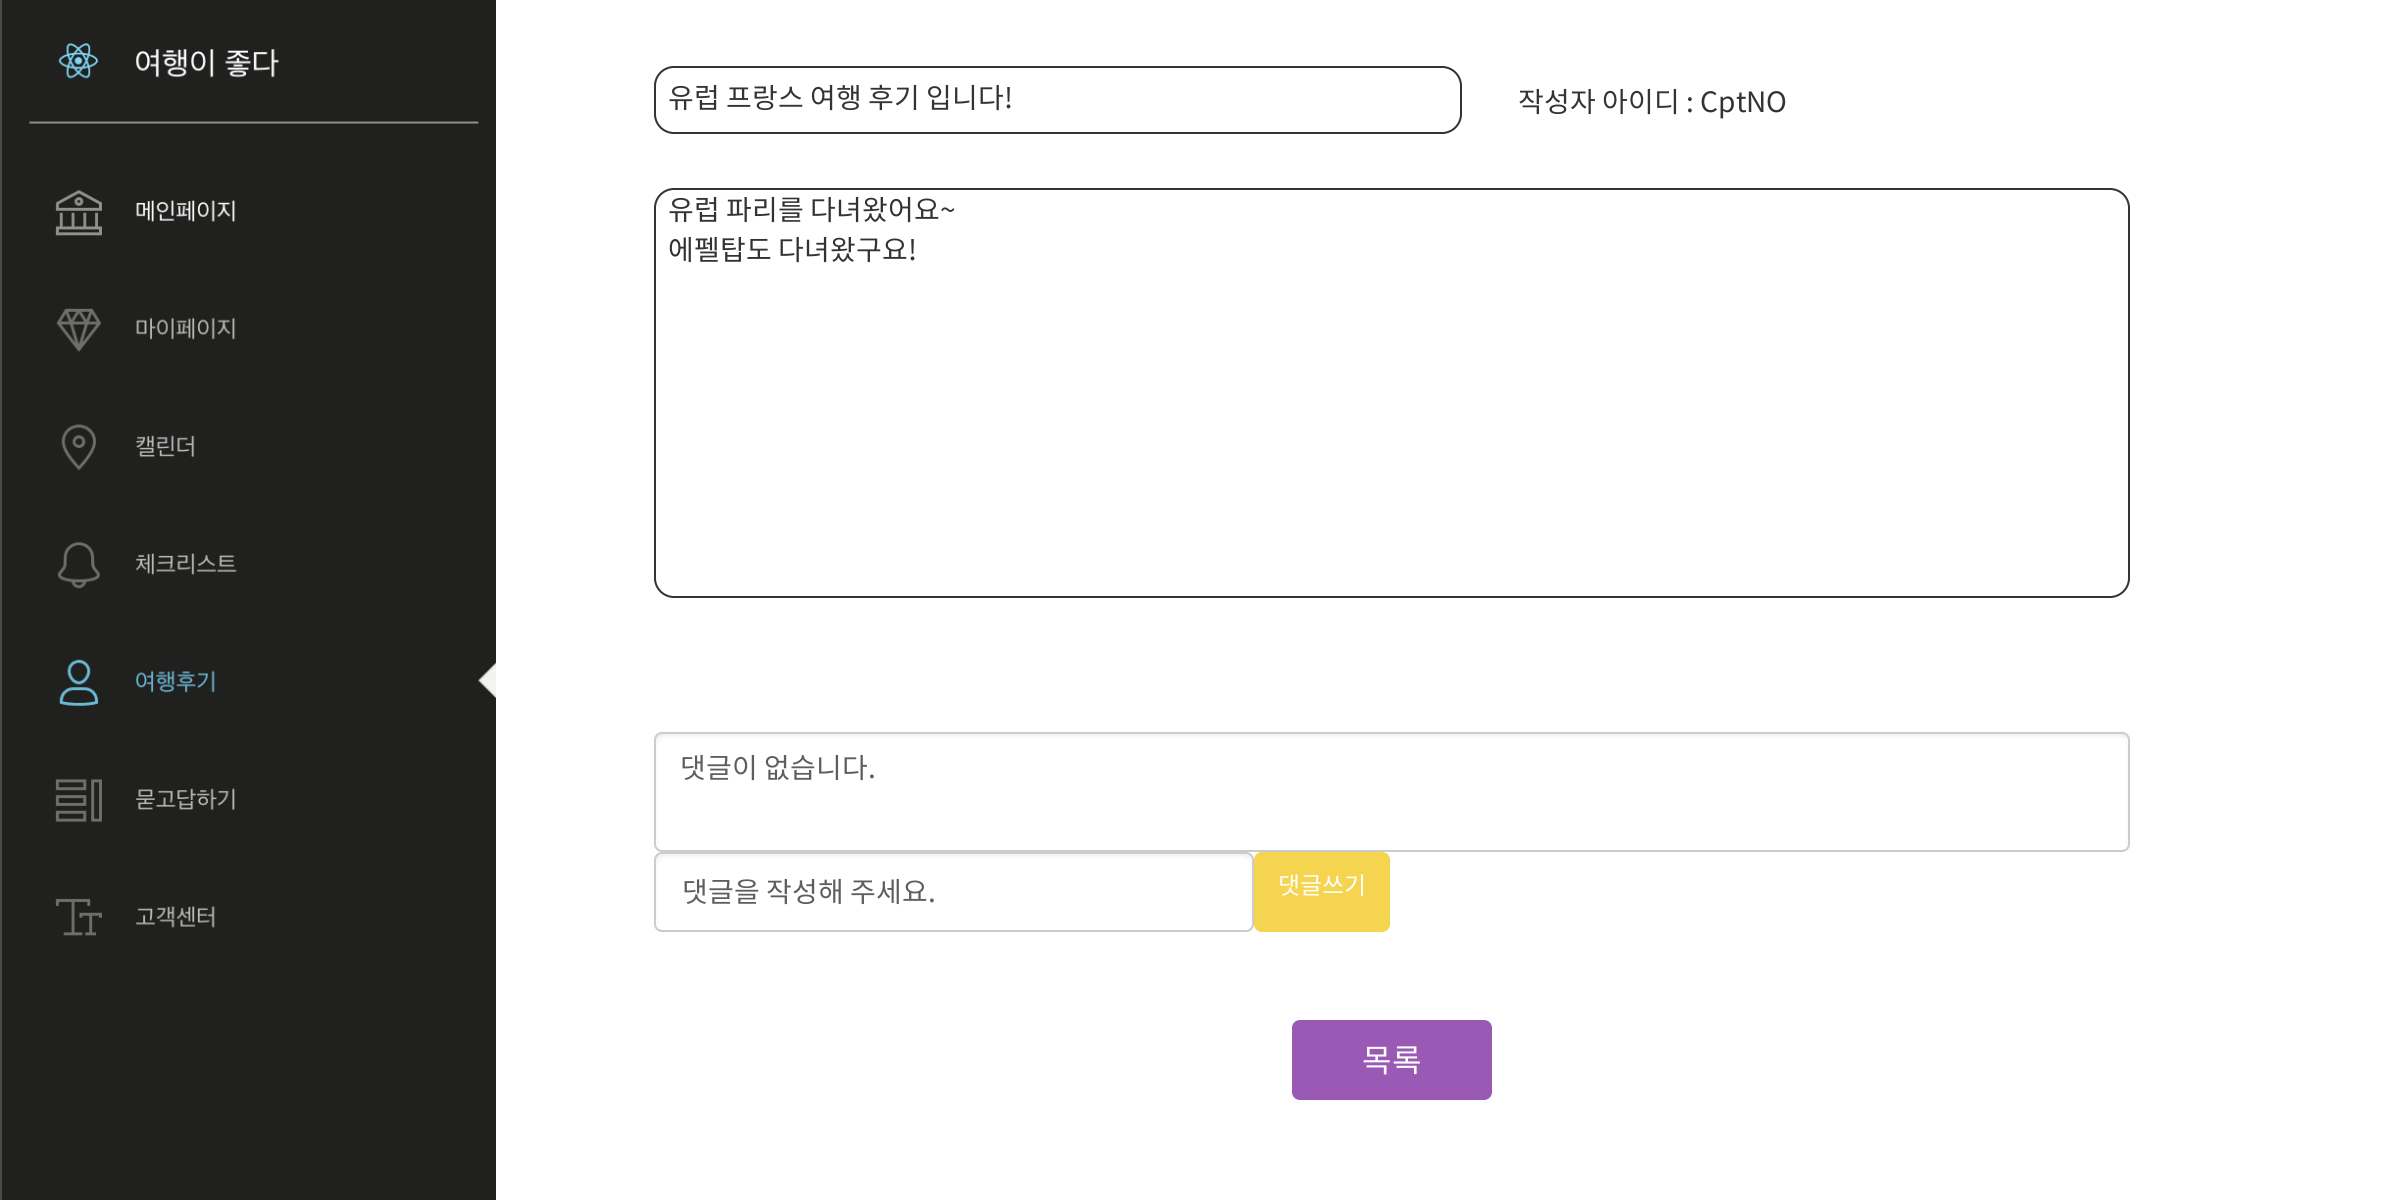 여행이 좋다
메인페이지
마이페이지
캘린더
체크리스트
여행후기
묻고답하기
고객센터
유럽 프랑스 여행 후기 입니다!
작성자 아이디 : CptNO
유럽 파리를 다녀왔어요~
에펠탑도 다녀왔구요!
댓글이 없습니다.
댓글을 작성해 주세요.
댓글쓰기
목록